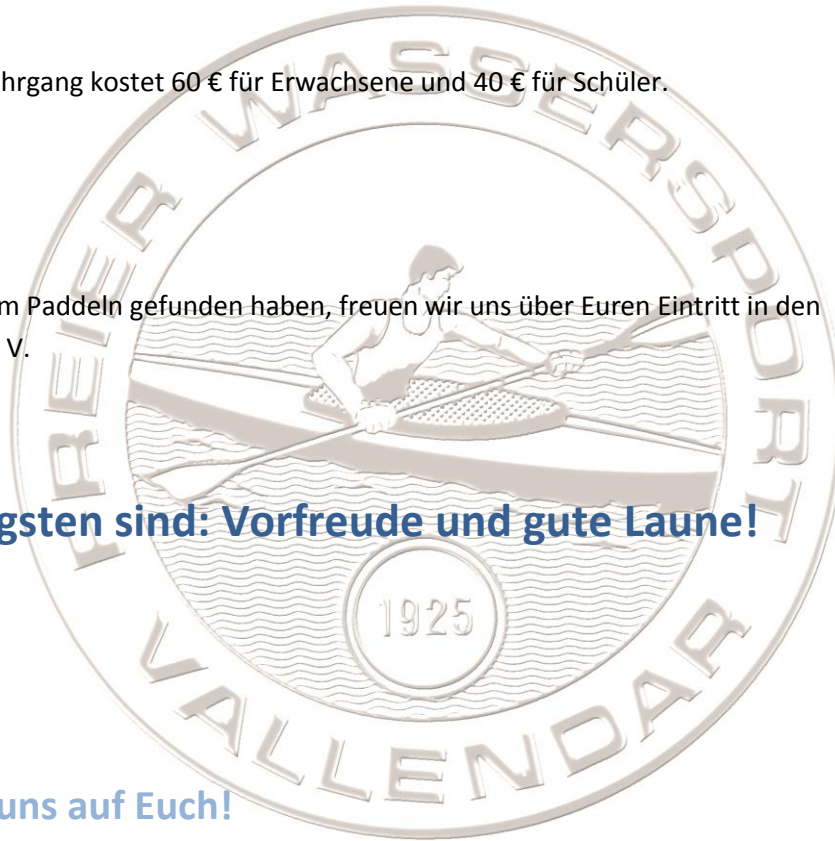 hrgang kostet 60 € für Erwachsene und 40 € für Schüler.
m Paddeln gefunden haben, freuen wir uns über Euren Eintritt in den
V.
gsten sind: Vorfreude und gute Laune!
uns auf Euch!
FREIER WASSERSPORT
1925
VALLENDAR